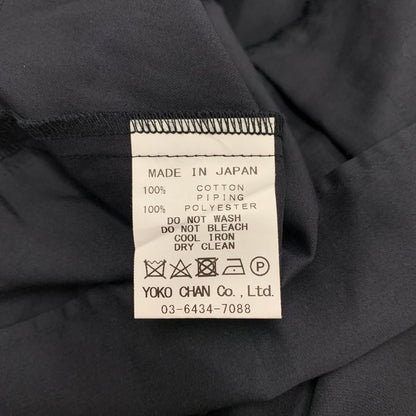 MADE IN JAPAN
100% COTTON
PIPING
100% POLYESTER
DO NOT WASH
DO NOT BLEACH
COOL IRON
DRY CLEAN
P
YOKO CHAN Co., Ltd.
03-6434-7088